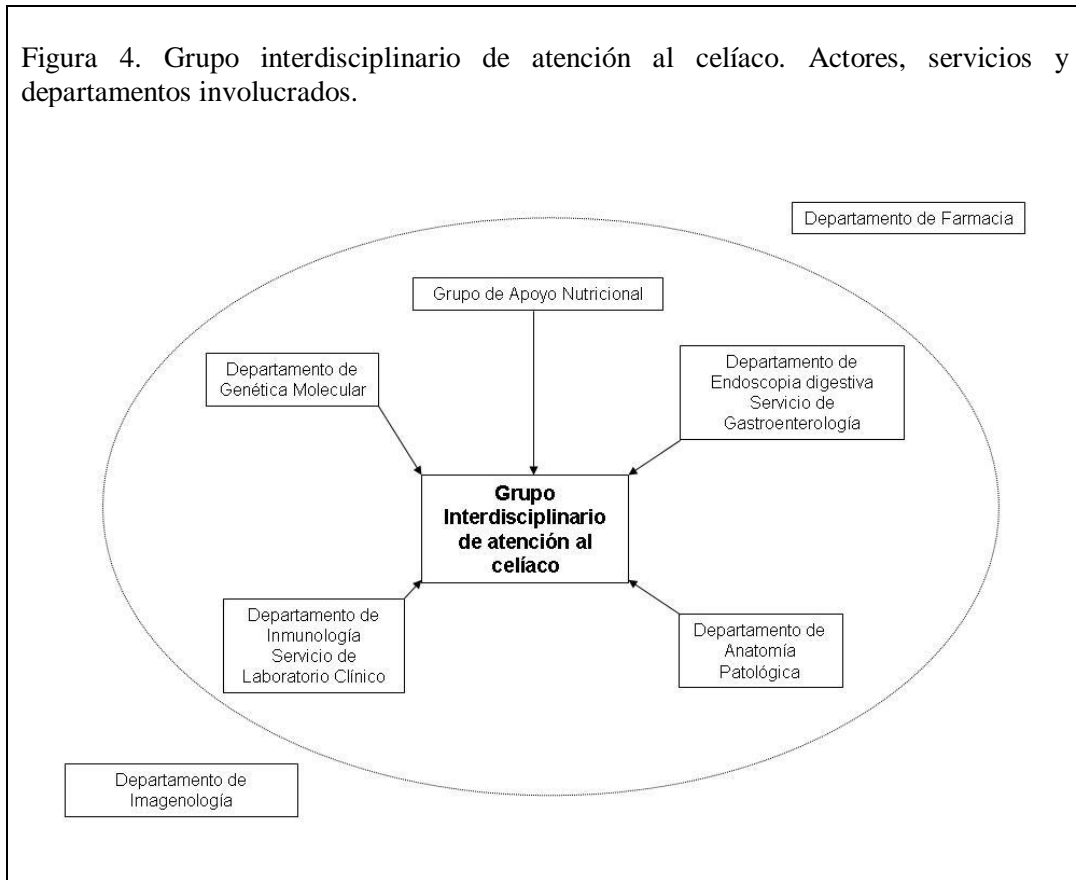 Figura 4. Grupo interdisciplinario de atención al celíaco. Actores, servicios y
departamentos involucrados.
Departamento de Farmacia
Grupo de Apoyo Nutricional
Departamento de
Genética Molecular
Departamento de
Endoscopia digestiva
Servicio de
Gastroenterología
Grupo
Interdisciplinario
de atención al
celíaco
Departamento de
Inmunología
Servicio de
Laboratorio Clínico
Departamento de
Anatomía
Patológica
Departamento de
Imagenología